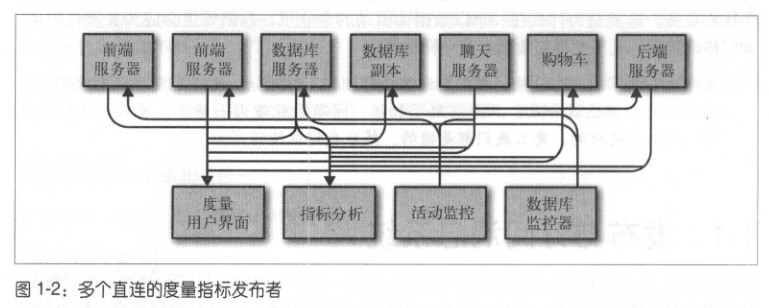 前端
服务器
前端
服务器
数据库
服务器
数据库
副本
聊天
服务器
购物车
后端
服务器
度量
用户界面
指标分析
活动监控
数据库
监控器
图 1-2：多个直连的度量指标发布者